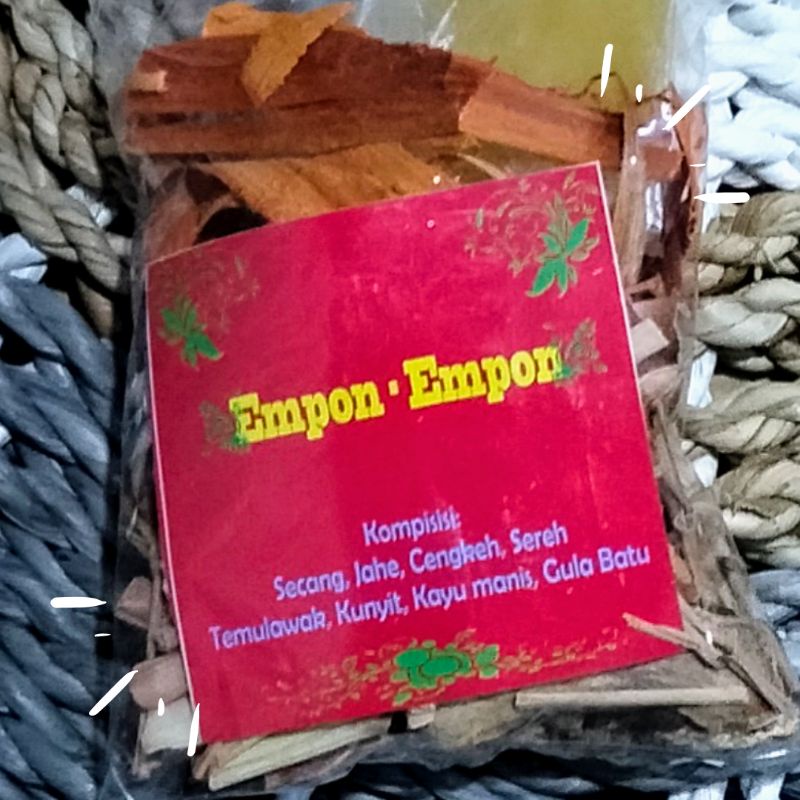 Empon · Empon
Kompisisi:
Secang, Jahe, Cengkeh, Sereh
Temulawak, Kunyit, Kayu manis, Gula Batu